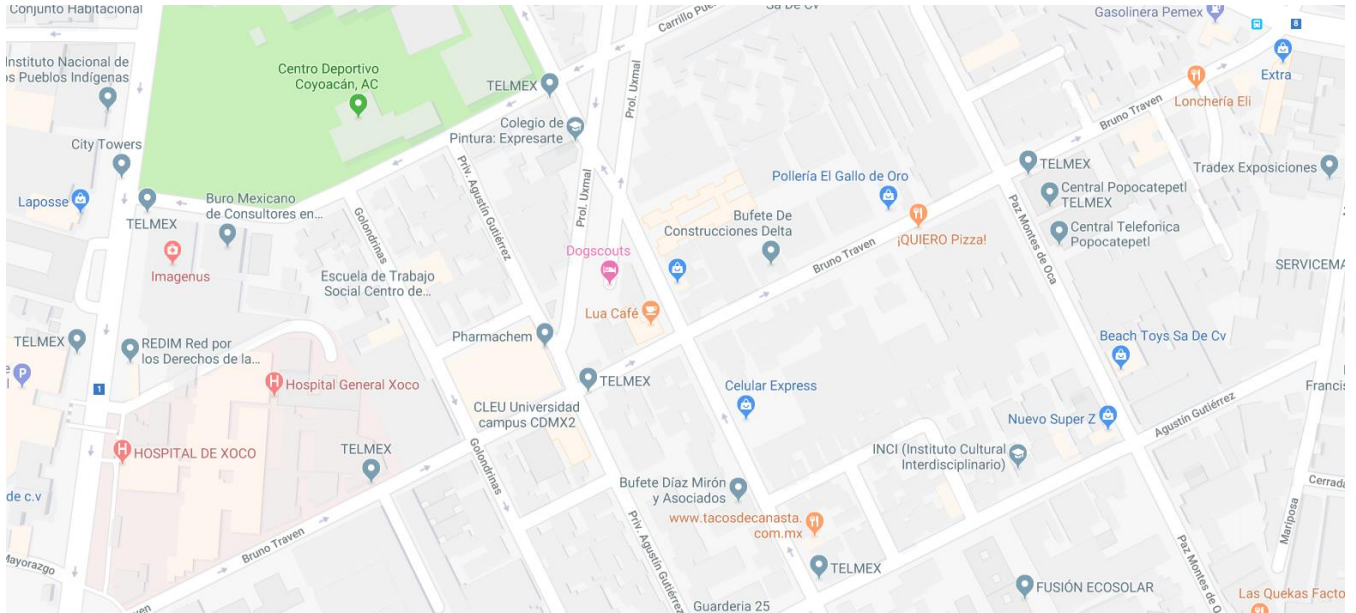 Conjunto Habitacional
Sa De Cv
Gasolinera Pemex
8
Carrillo Pue
Instituto Nacional de
os Pueblos Indígenas
Centro Deportivo
Coyoacán, AC
TELMEX
Prol. Uxmal
Extra
Lonchería Eli
Bruno Traven
Colegio de
Pintura: Expresarte
City Towers
Priv. Agustín Gutiérrez
TELMEX
Tradex Exposiciones
Pollería El Gallo de Oro
Central Popocatepetl
TELMEX
Laposse
TELMEX
Buro Mexicano
de Consultores en...
Golondrinas
Prol. Uxmal
Bufete De
Construcciones Delta
¡QUIERO Pizza!
Paz Montes de Oca
Central Telefonica
Popocatepetl
Imagenus
Escuela de Trabajo
Social Centro de...
Dogscouts
Bruno Traven
SERVICEMA
Lua Café
TELMEX
REDIM Red por
los Derechos de la...
Pharmachem
Beach Toys Sa De Cv
P
1
H
Hospital General Xoco
TELMEX
Celular Express
Francis
CLEU Universidad
campus CDMX2
Nuevo Super Z
Agustín Gutiérrez
H
HOSPITAL DE XOCO
TELMEX
Golondrinas
INCI (Instituto Cultural
Interdisciplinario)
de c.v
Bufete Díaz Mirón
y Asociados
Cerrada
www.tacosdecanasta.
com.mx
Mariposa
Bruno Traven
Priv. Agustín Gutiérrez
Paz Montes de O
Mayorazgo
TELMEX
FUSIÓN ECOSOLAR
Las Quekas Facto
Guarderia 25